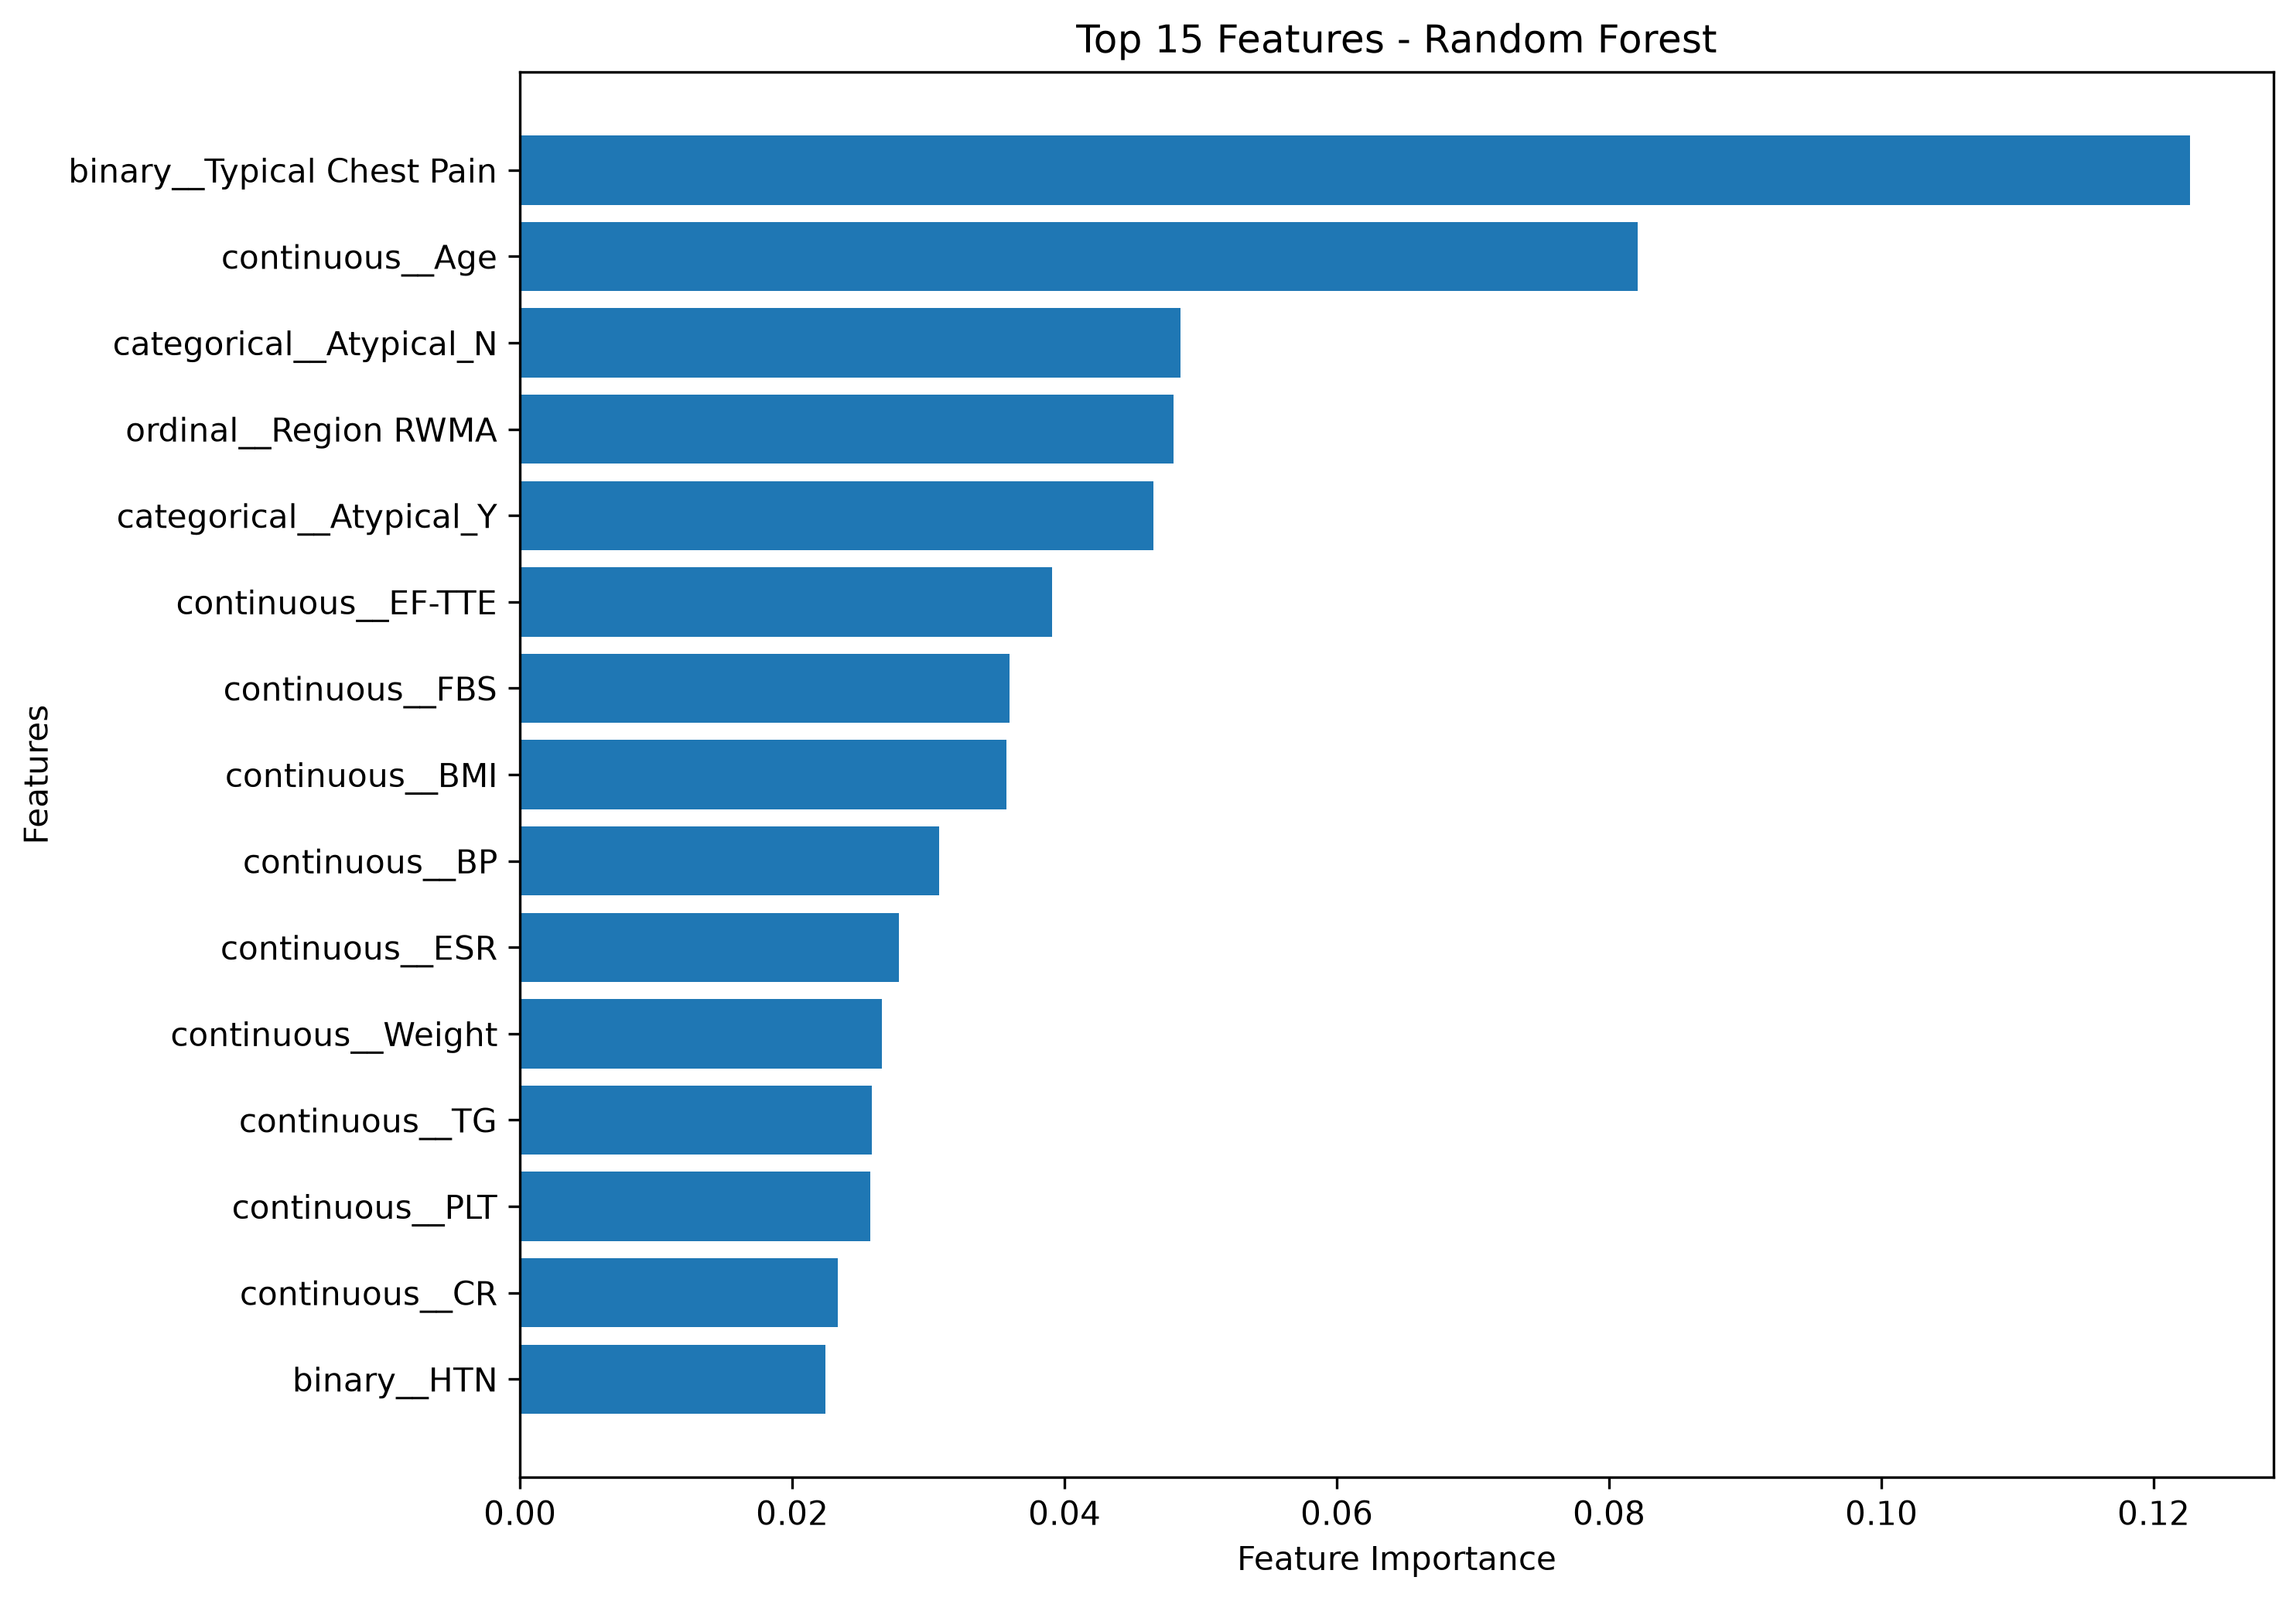 Top 15 Features - Random Forest
binary__Typical Chest Pain
continuous__Age
categorical__Atypical_N
ordinal__Region RWMA
categorical__Atypical_Y
continuous__EF-TTE
continuous__FBS
continuous__BMI
continuous__BP
continuous__ESR
continuous__Weight
continuous__TG
continuous__PLT
continuous__CR
binary__HTN
Features
0.00 0.02 0.04 0.06 0.08 0.10 0.12
Feature Importance